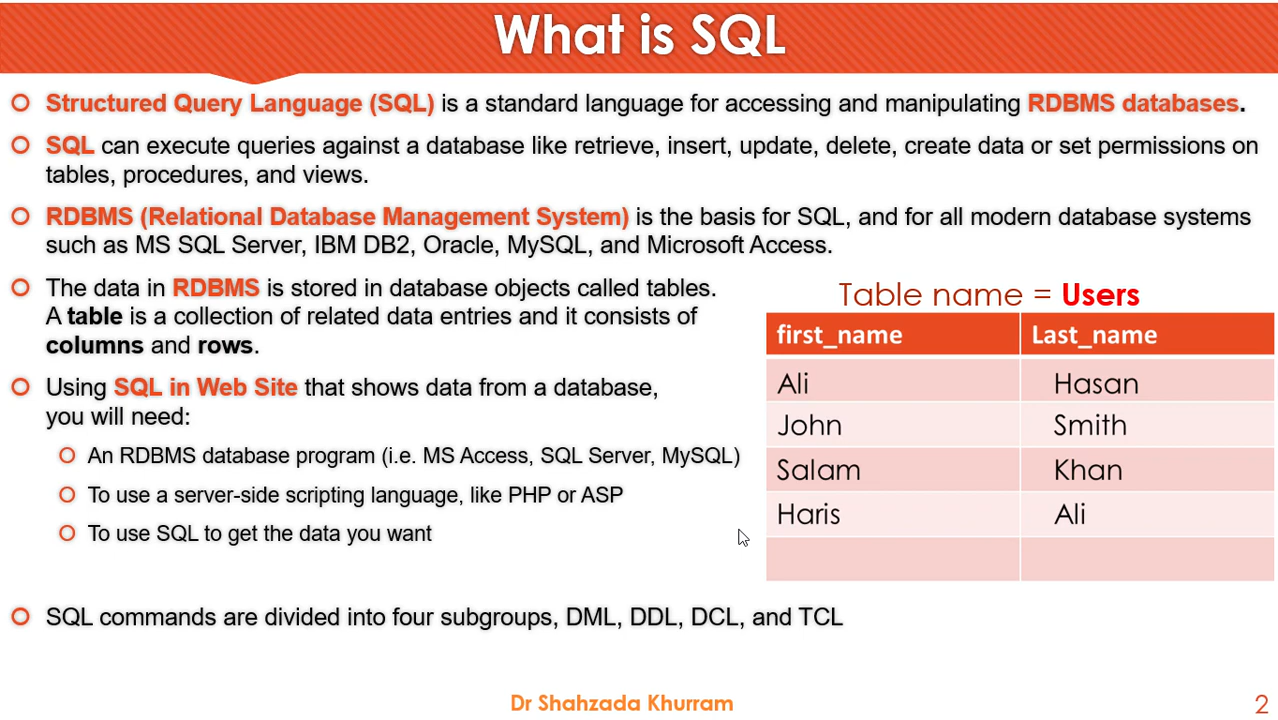 What is SQL
Structured Query Language (SQL) is a standard language for accessing and manipulating RDBMS databases.
SQL can execute queries against a database like retrieve, insert, update, delete, create data or set permissions on
tables, procedures, and views.
RDBMS (Relational Database Management System) is the basis for SQL, and for all modern database systems
such as MS SQL Server, IBM DB2, Oracle, MySQL, and Microsoft Access.
The data in RDBMS is stored in database objects called tables.
A table is a collection of related data entries and it consists of
columns and rows.
Using SQL in Web Site that shows data from a database,
you will need:
An RDBMS database program (i.e. MS Access, SQL Server, MySQL)
To use a server-side scripting language, like PHP or ASP
To use SQL to get the data you want
Table name = Users
first_name Last_name
Ali Hasan
John Smith
Salam Khan
Haris Ali
SQL commands are divided into four subgroups, DML, DDL, DCL, and TCL
Dr Shahzada Khurram
2